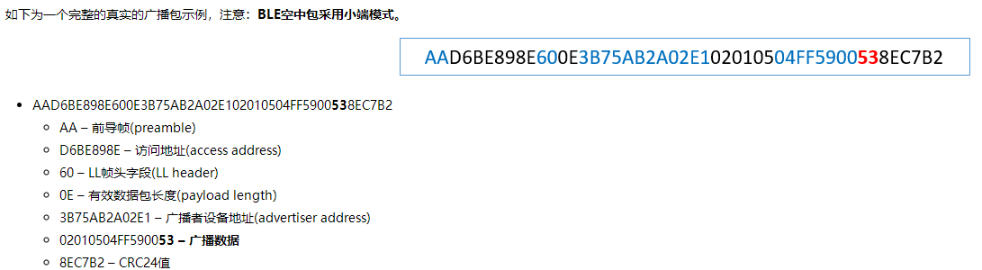 如下为一个完整的真实的广播包示例，注意：BLE空中包采用小端模式。
AAD6BE898E600E3B75AB2A02E102010504FF5900538EC7B2
AAD6BE898E600E3B75AB2A02E102010504FF5900538EC7B2
AA – 前导帧(preamble)
D6BE898E – 访问地址(access address)
60 – LL帧头字段(LL header)
0E – 有效数据包长度(payload length)
3B75AB2A02E1 – 广播者设备地址(advertiser address)
02010504FF590053 – 广播数据
8EC7B2 – CRC24值